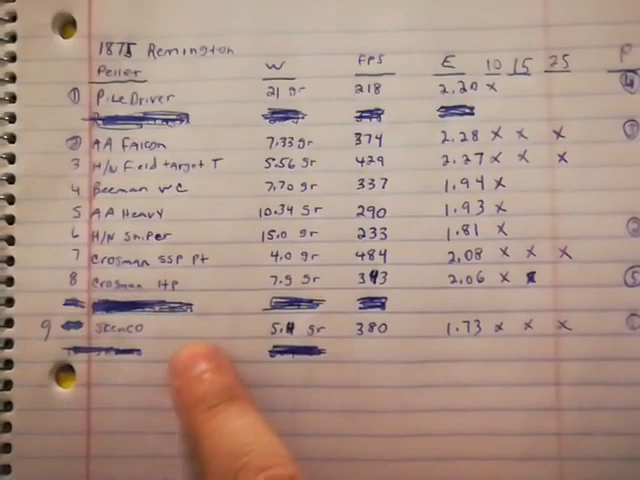 1875 Remington
Pellet W FPS E 10 15 25 P
① PileDriver 21 gr 218 2.20 x ④
② AA Falcon 7.33 gr 374 2.28 x x x
3 H/N Field target T 5.56 gr 429 2.27 x x x
4 Beeman WC 7.70 gr 337 1.94 x
5 AA Heavy 10.34 gr 290 1.93 x
6 H/N Sniper 15.0 gr 233 1.81 x
7 Crosman SSP Pt 4.0 gr 484 2.08 x x x
8 Crosman HP 7.9 gr 343 2.06 x ⑤
9 Skenco 5.4 gr 380 1.73 x x x